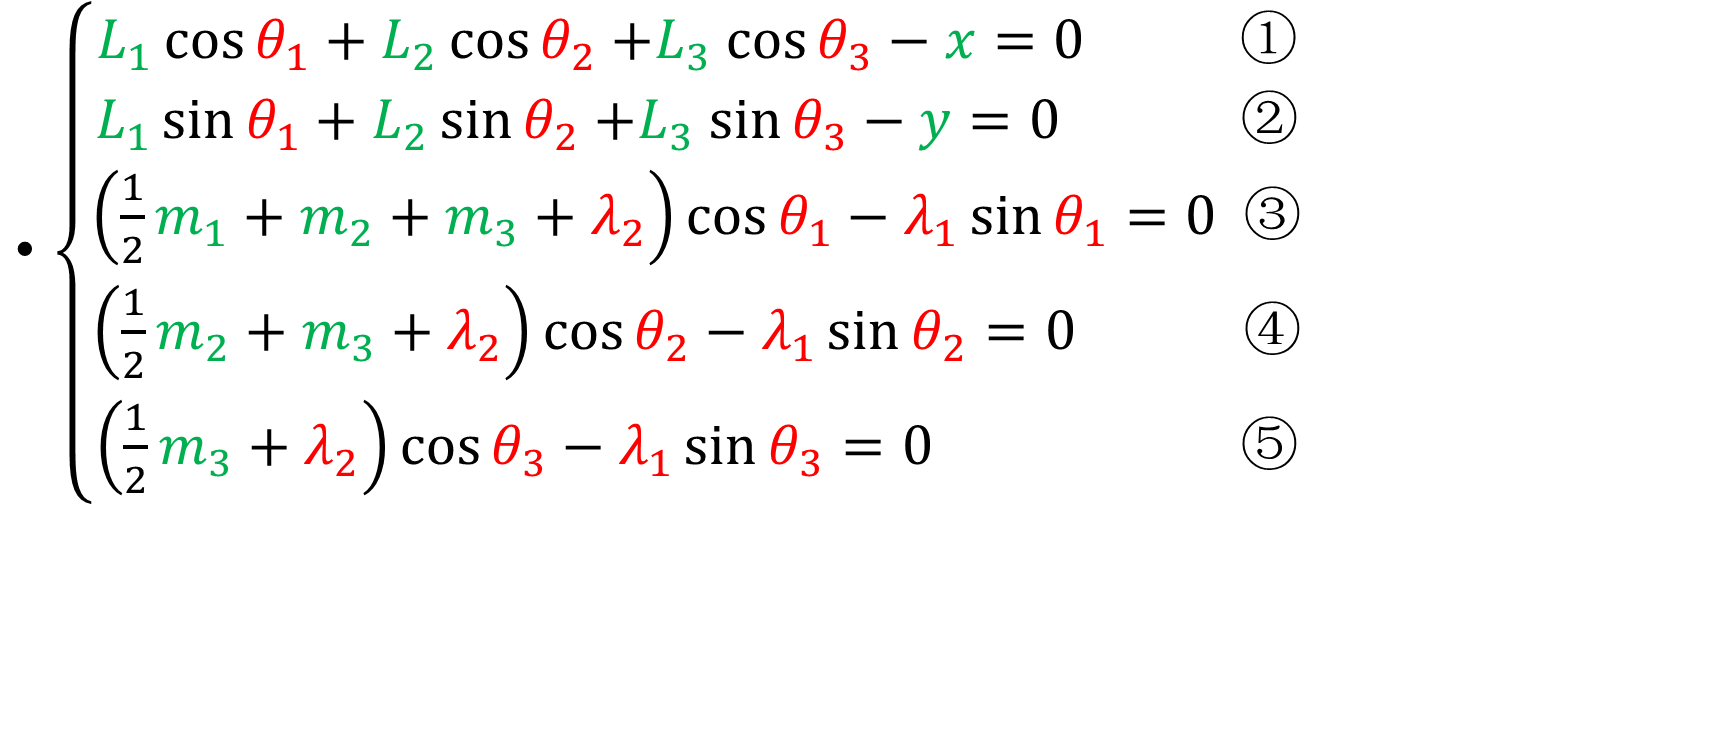 L₁ cos θ₁ + L₂ cos θ₂ +L₃ cos θ₃ − x = 0 ①
L₁ sin θ₁ + L₂ sin θ₂ +L₃ sin θ₃ − y = 0 ②
• (1/2 m₁ + m₂ + m₃ + λ₂) cos θ₁ − λ₁ sin θ₁ = 0 ③
(1/2 m₂ + m₃ + λ₂) cos θ₂ − λ₁ sin θ₂ = 0 ④
(1/2 m₃ + λ₂) cos θ₃ − λ₁ sin θ₃ = 0 ⑤